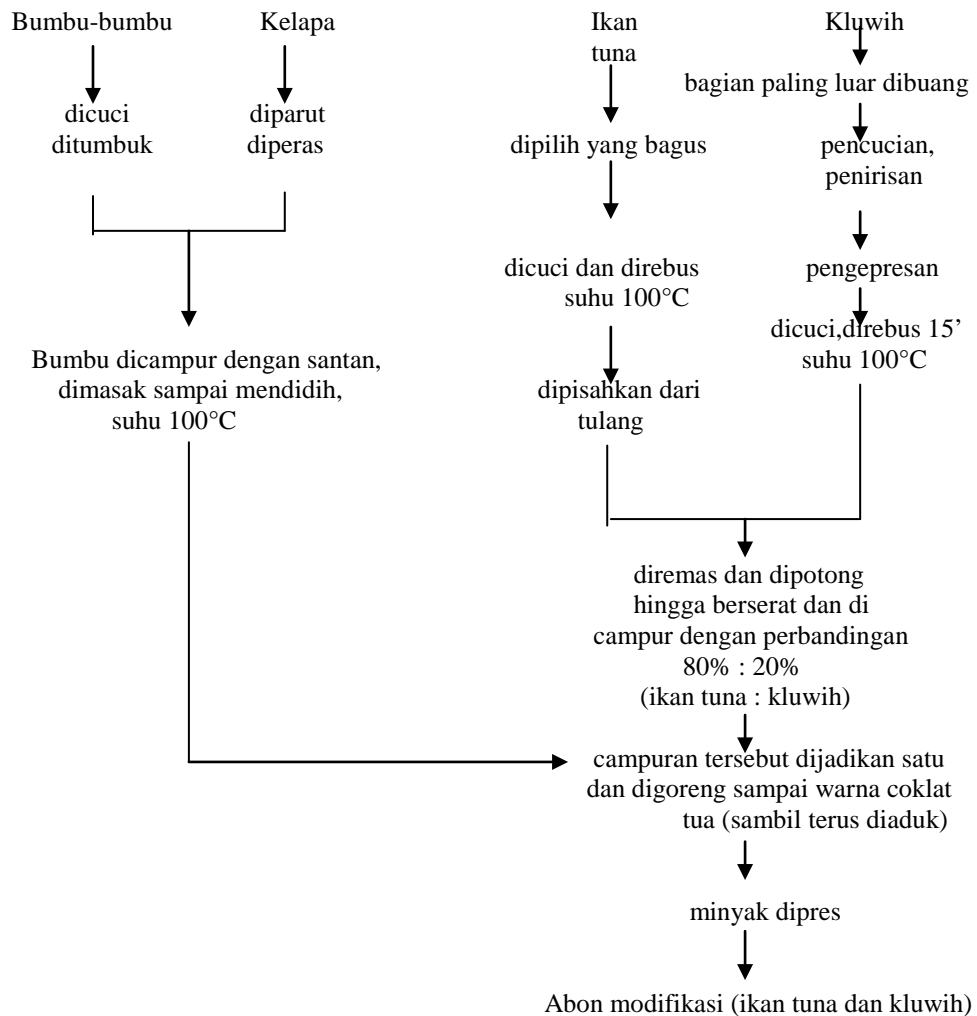 Bumbu-bumbu
dicuci
ditumbuk
Kelapa
diparut
diperas
Bumbu dicampur dengan santan,
dimasak sampai mendidih,
suhu 100°C
Ikan
tuna
dipilih yang bagus
dicuci dan direbus
suhu 100°C
dipisahkan dari
tulang
Kluwih
bagian paling luar dibuang
pencucian,
penirisan
pengepresan
dicuci,direbus 15’
suhu 100°C
diremas dan dipotong
hingga berserat dan di
campur dengan perbandingan
80% : 20%
(ikan tuna : kluwih)
campuran tersebut dijadikan satu
dan digoreng sampai warna coklat
tua (sambil terus diaduk)
minyak dipres
Abon modifikasi (ikan tuna dan kluwih)